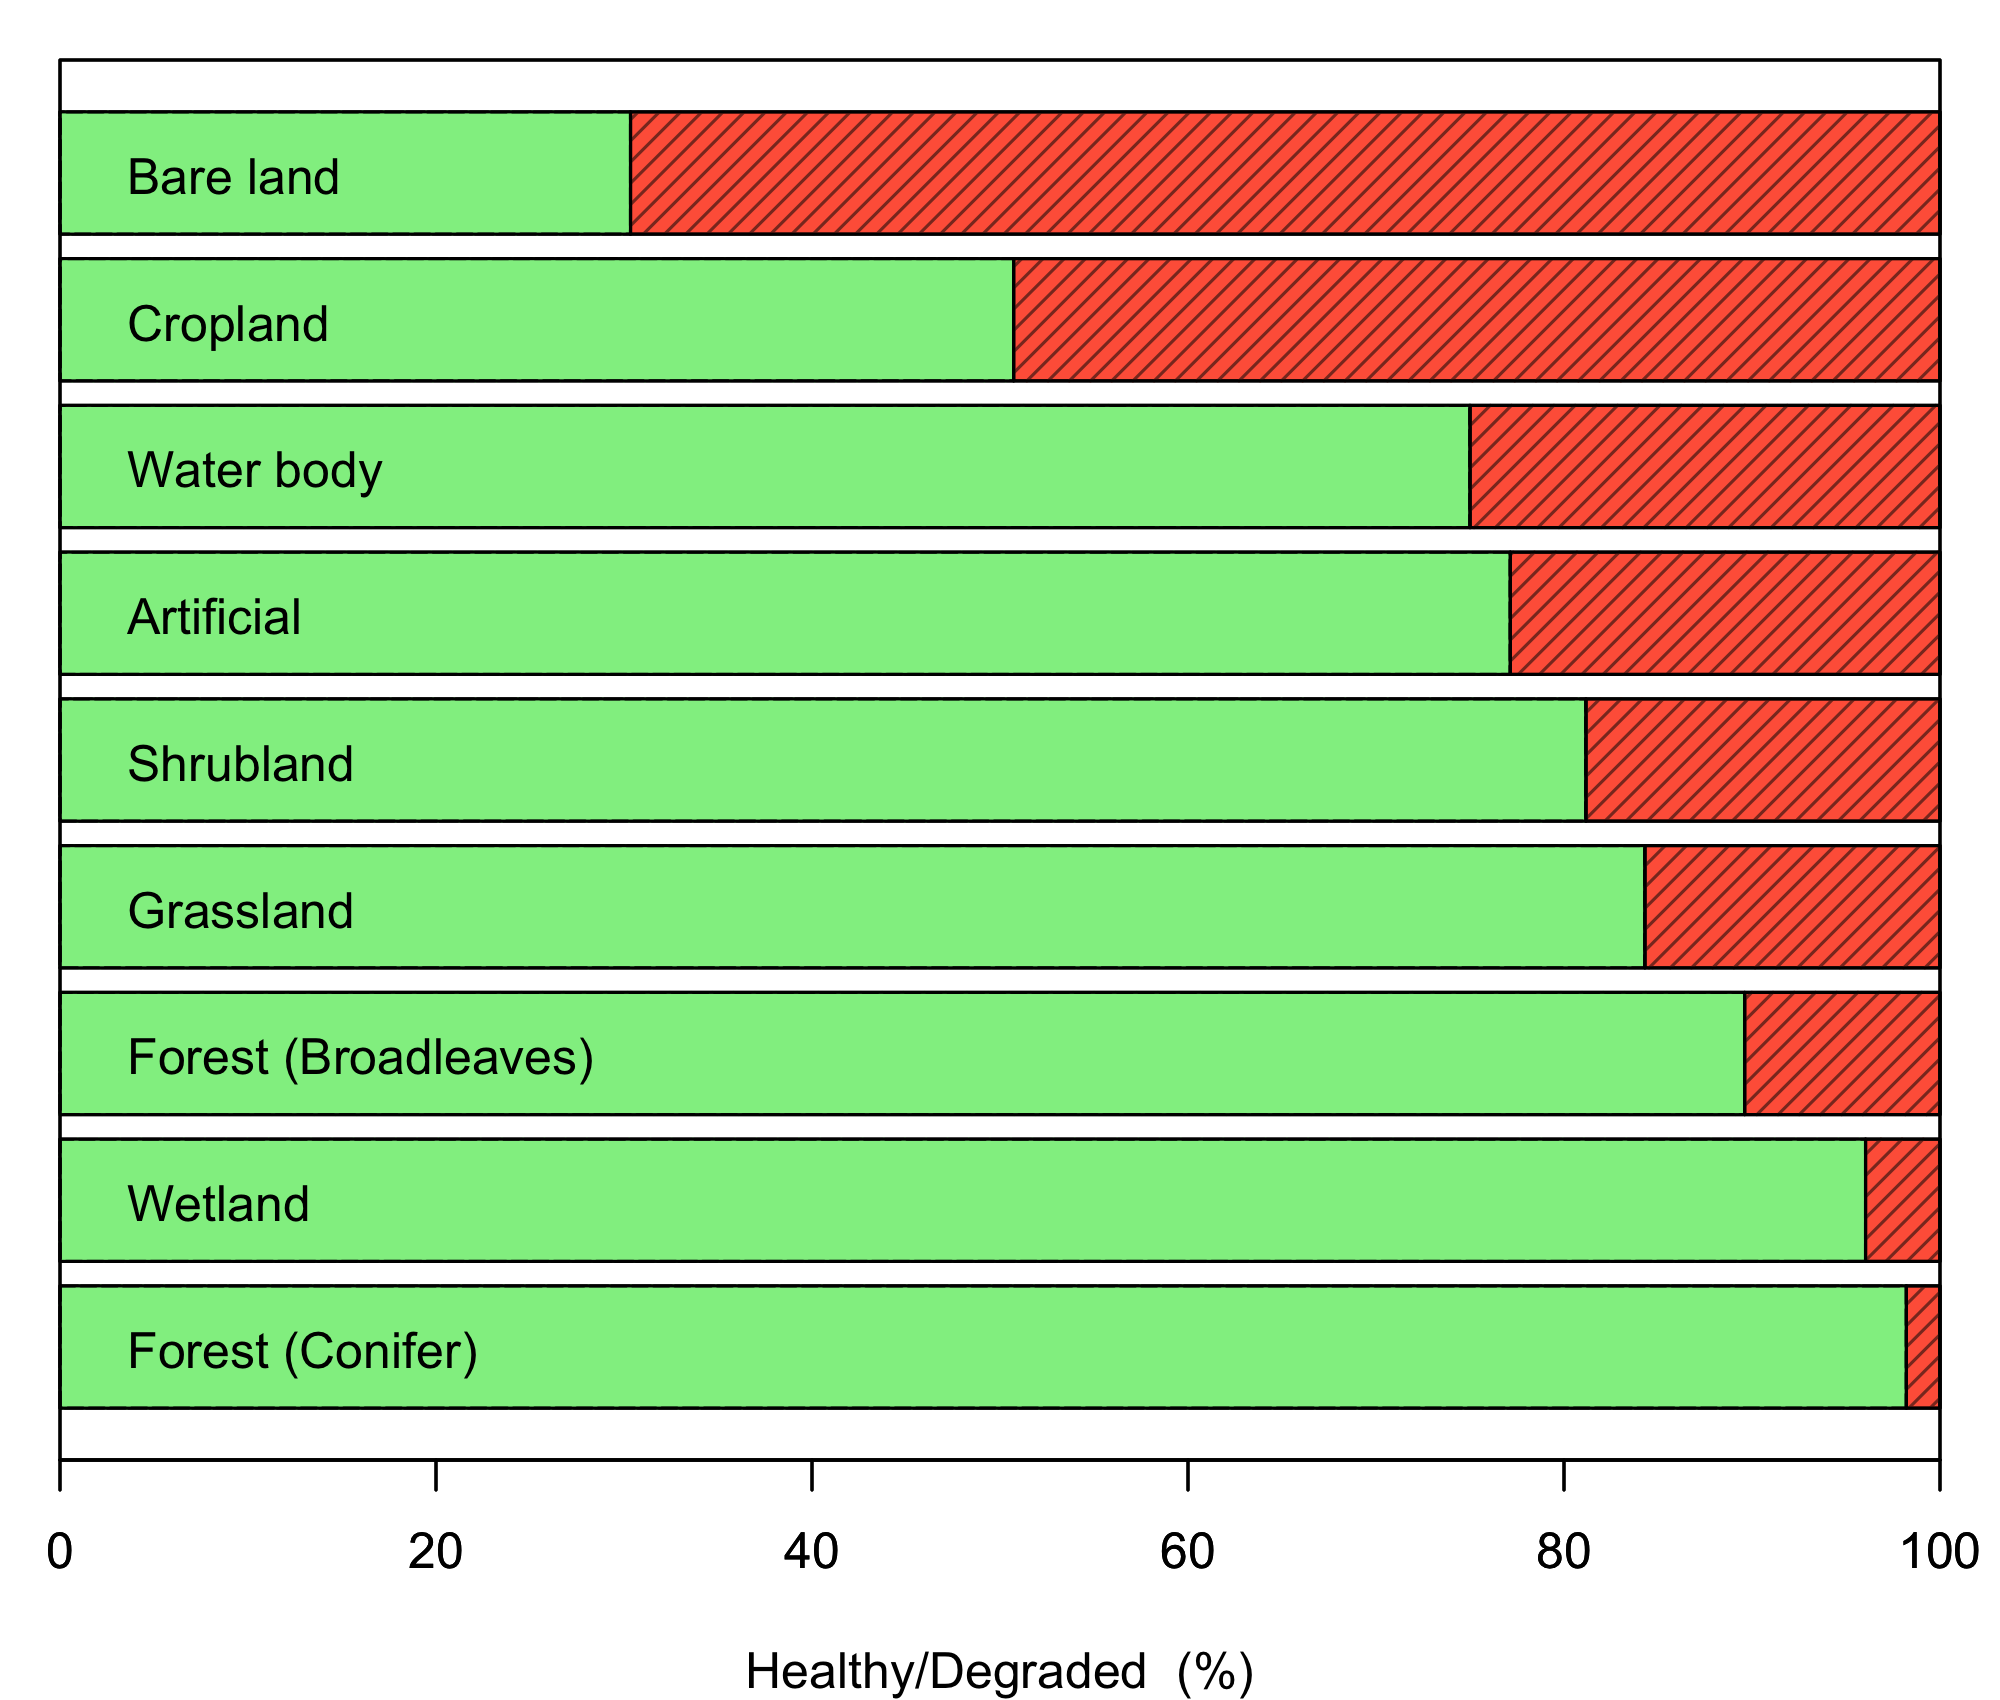 Bare land
Cropland
Water body
Artificial
Shrubland
Grassland
Forest (Broadleaves)
Wetland
Forest (Conifer)
0 20 40 60 80 100
Healthy/Degraded (%)